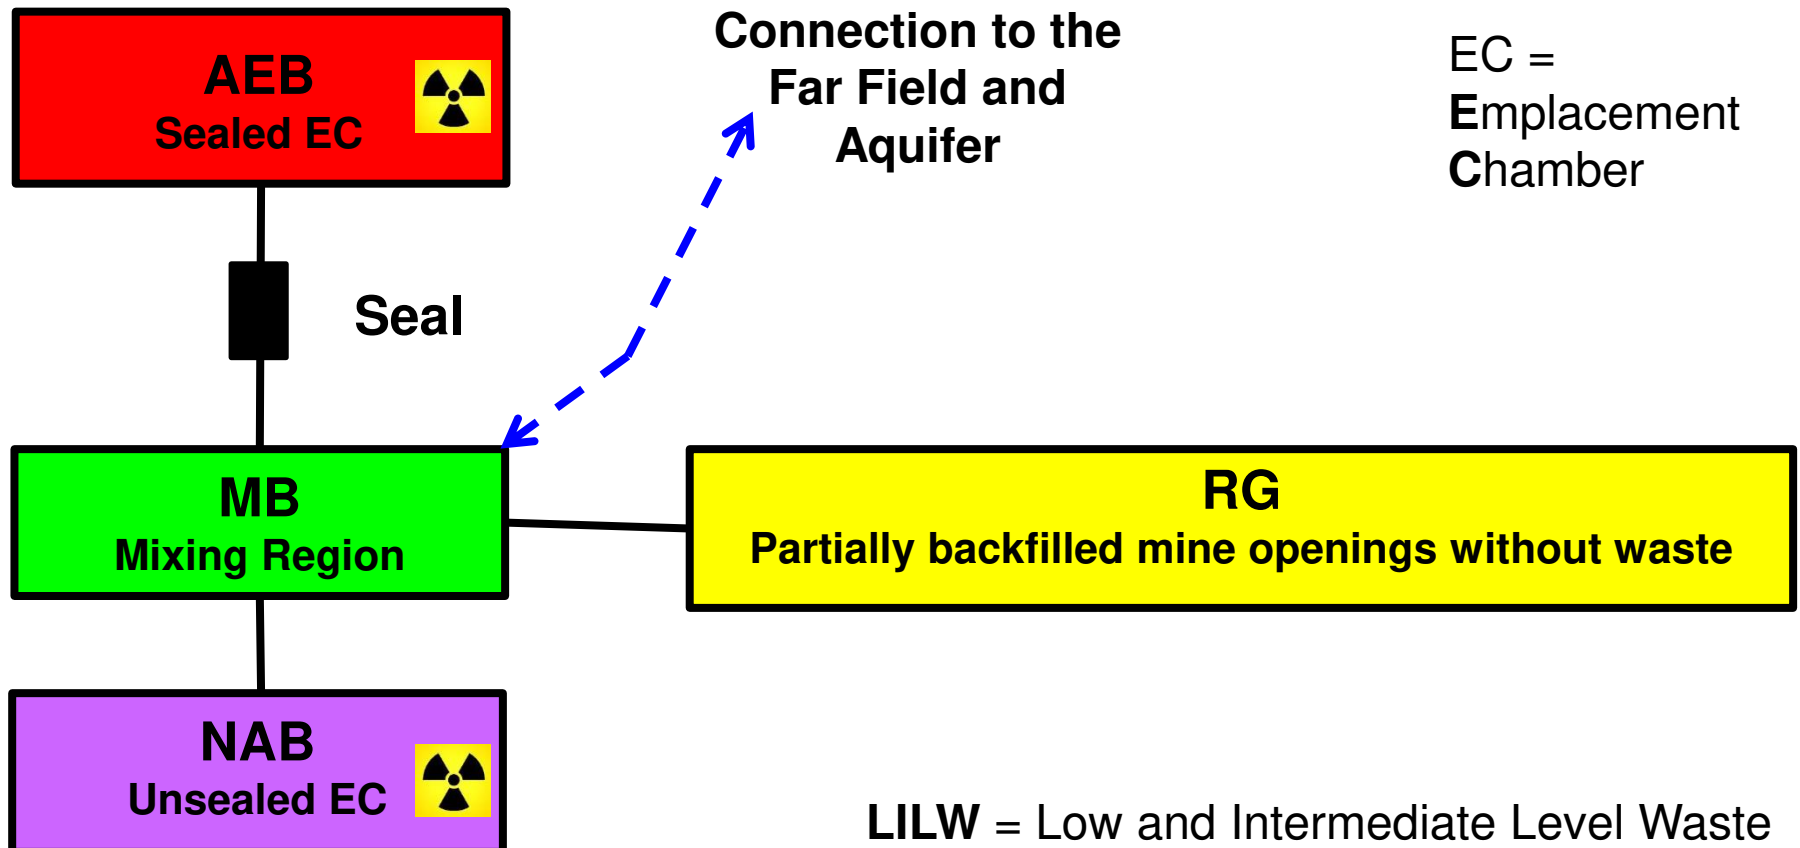 AEB
Sealed EC
Connection to the
Far Field and
Aquifer
EC =
Emplacement
Chamber
Seal
MB
Mixing Region
RG
Partially backfilled mine openings without waste
NAB
Unsealed EC
LILW = Low and Intermediate Level Waste